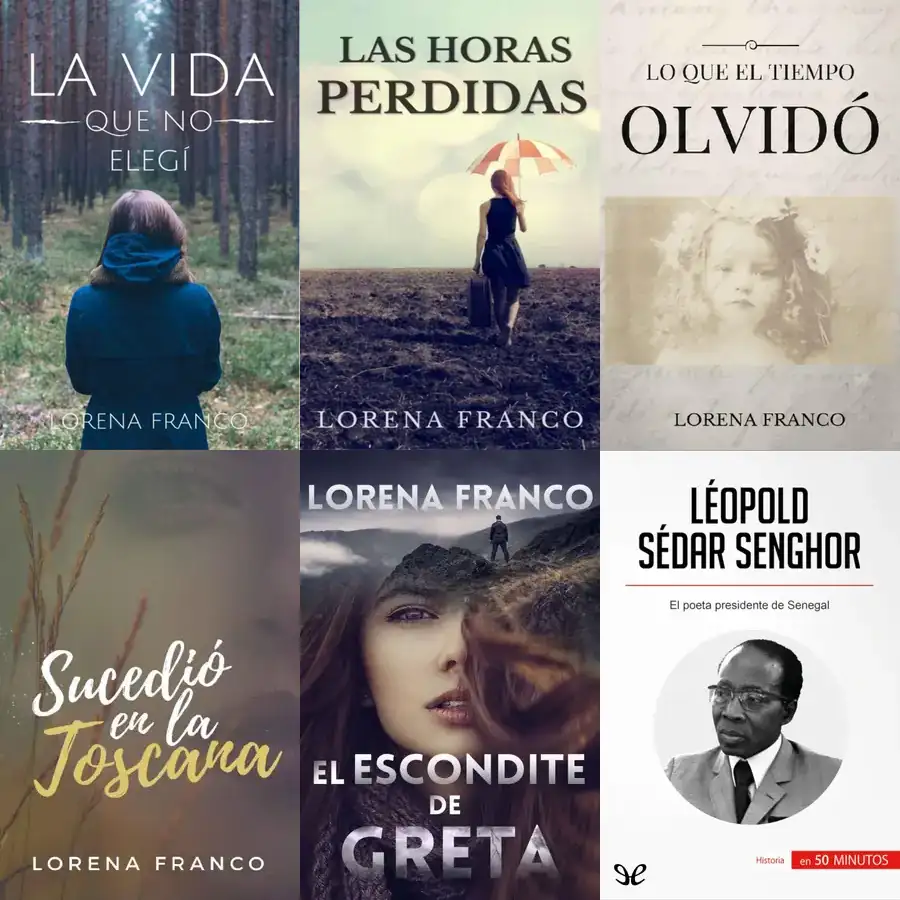 LA VIDA
QUE NO
ELEGÍ
LORENA FRANCO
LAS HORAS
PERDIDAS
LORENA FRANCO
LO QUE EL TIEMPO
OLVIDÓ
LORENA FRANCO
Sucedió
en la
Toscana
LORENA FRANCO
LORENA FRANCO
EL ESCONDITE
DE
GRETA
LÉOPOLD
SÉDAR SENGHOR
El poeta presidente de Senegal
Historia en 50 MINUTOS